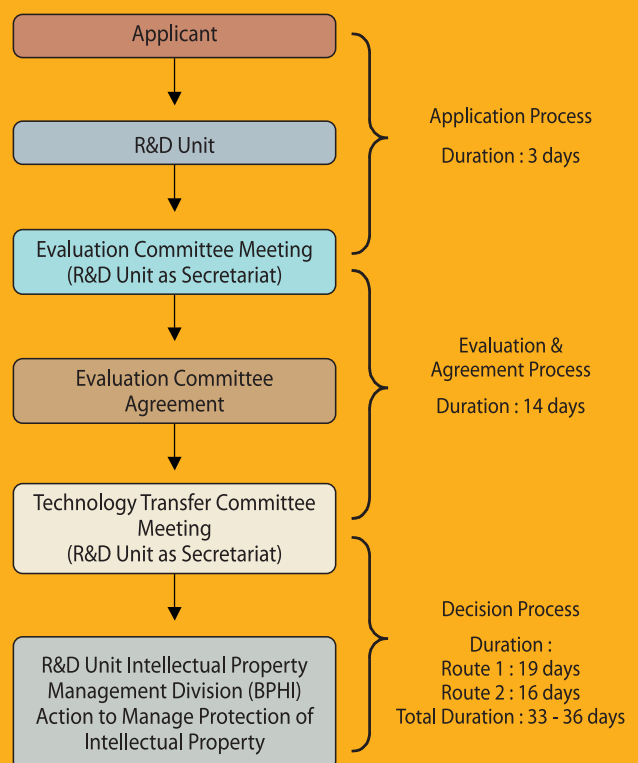 Applicant
R&D Unit
Application Process
Duration : 3 days
Evaluation Committee Meeting
(R&D Unit as Secretariat)
Evaluation Committee
Agreement
Evaluation &
Agreement Process
Duration : 14 days
Technology Transfer Committee
Meeting
(R&D Unit as Secretariat)
R&D Unit Intellectual Property
Management Division (BPHI)
Action to Manage Protection of
Intellectual Property
Decision Process
Duration :
Route 1 : 19 days
Route 2 : 16 days
Total Duration : 33 - 36 days